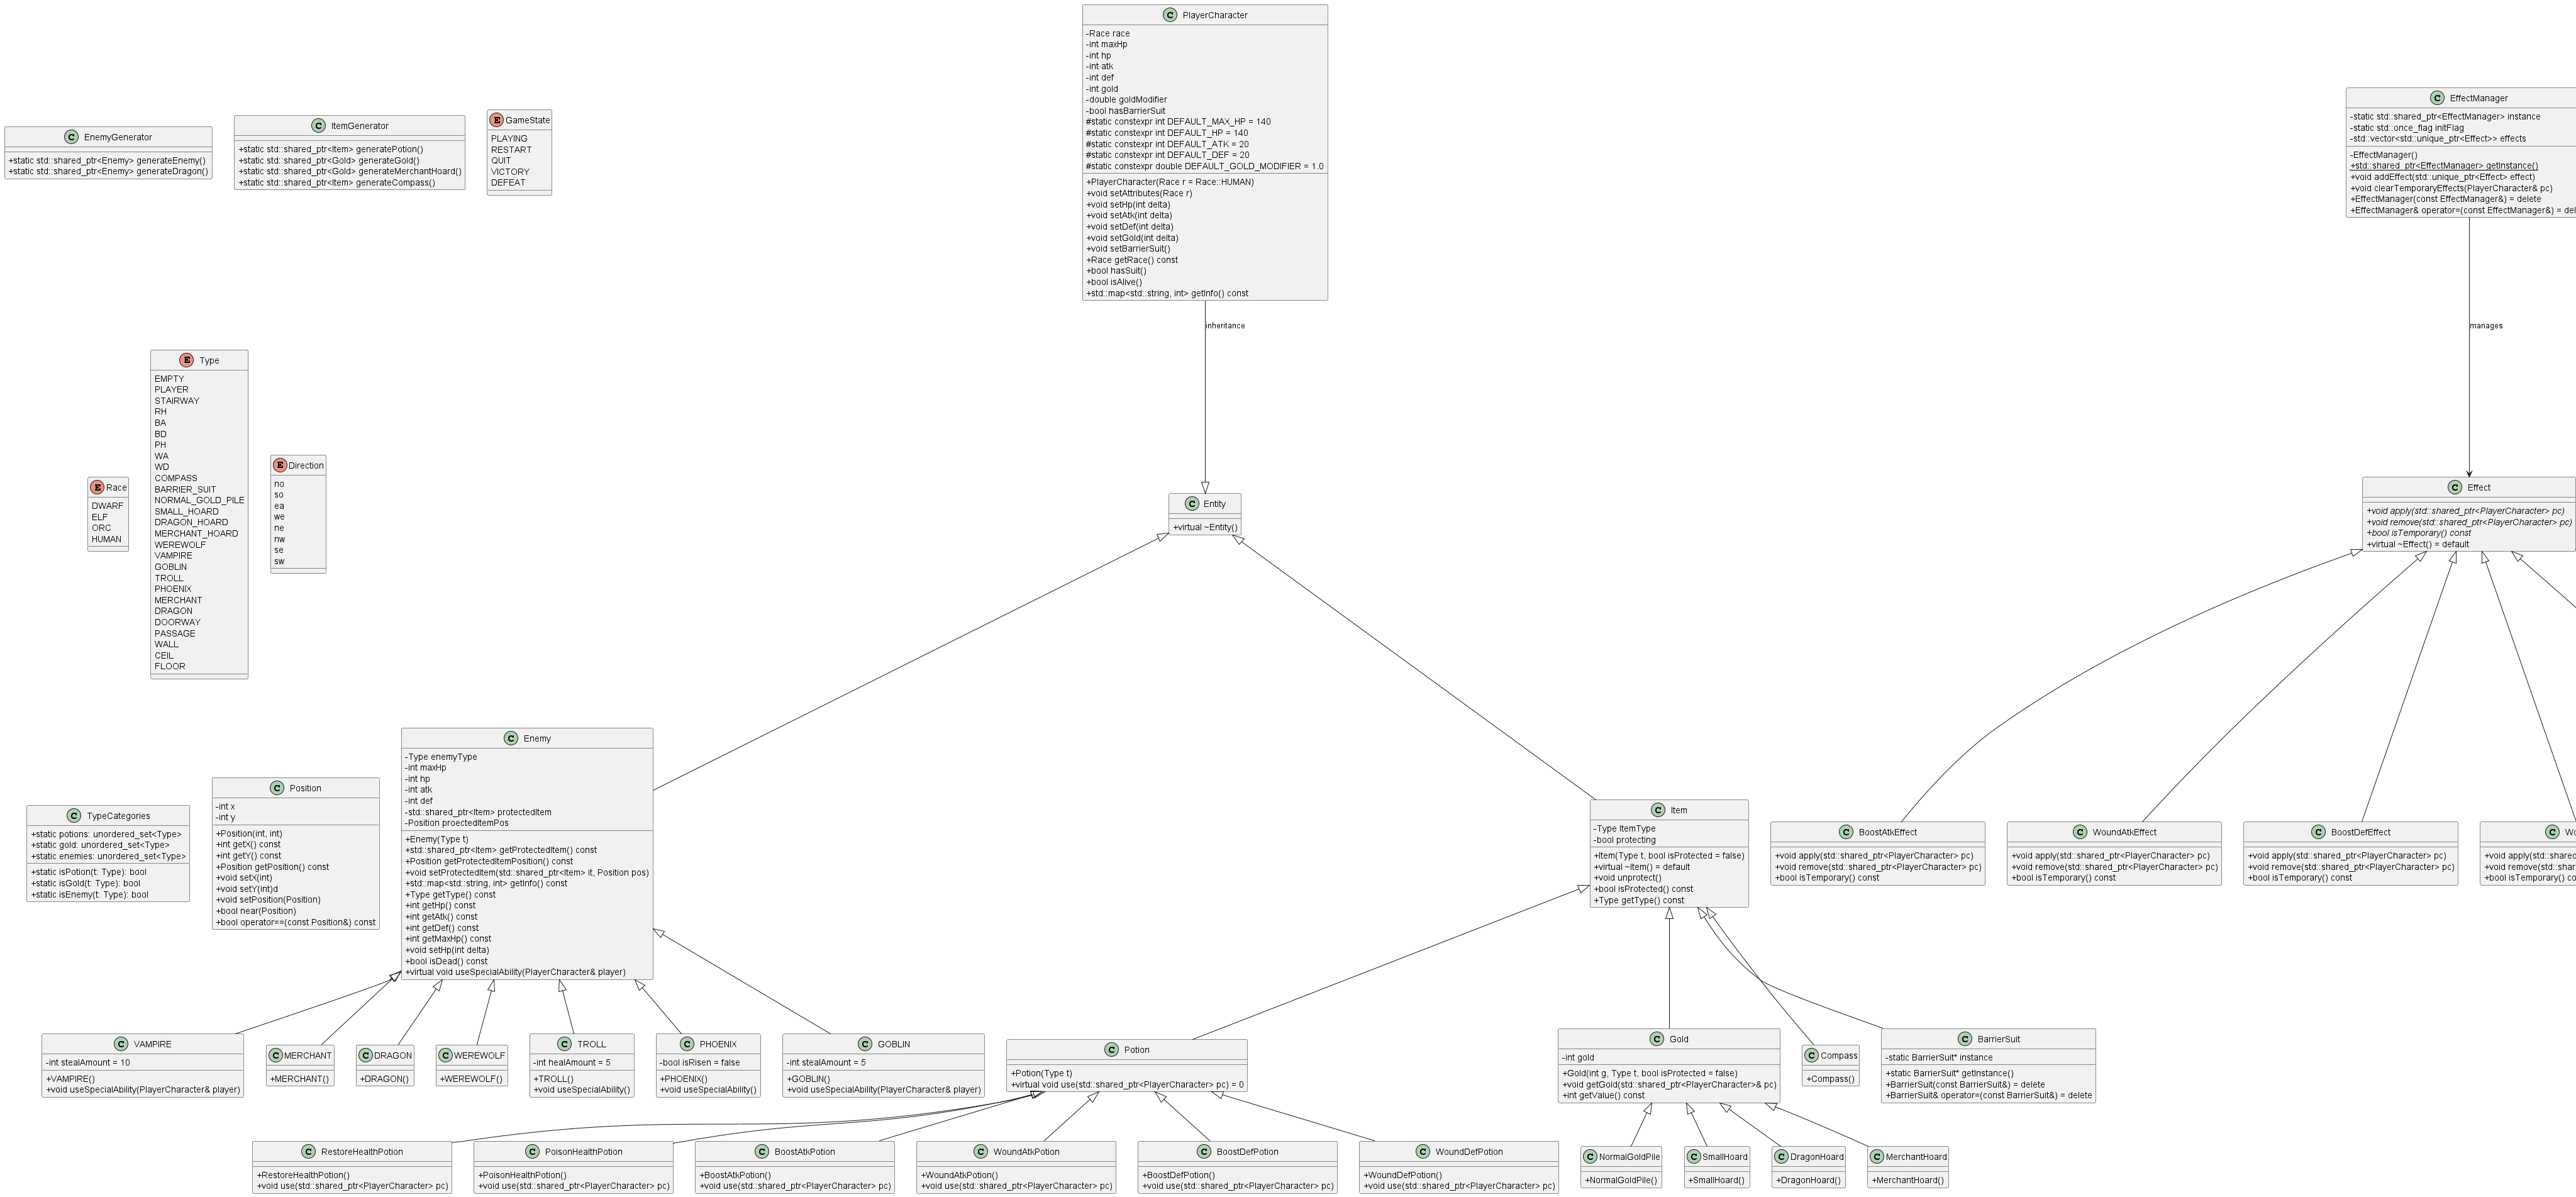 C PlayerCharacter
-Race race
-int maxHp
-int hp
-int atk
-int def
-int gold
-double goldModifier
-bool hasBarrierSuit
#static constexpr int DEFAULT_MAX_HP = 140
#static constexpr int DEFAULT_HP = 140
#static constexpr int DEFAULT_ATK = 20
#static constexpr int DEFAULT_DEF = 20
#static constexpr double DEFAULT_GOLD_MODIFIER = 1.0
+PlayerCharacter(Race r = Race::HUMAN)
+void setAttributes(Race r)
+void setHp(int delta)
+void setAtk(int delta)
+void setDef(int delta)
+void setGold(int delta)
+void setBarrierSuit()
+Race getRace() const
+bool hasSuit()
+bool isAlive()
+std::map<std::string, int> getInfo() const
C EnemyGenerator
+static std::shared_ptr<Enemy> generateEnemy()
+static std::shared_ptr<Enemy> generateDragon()
C ItemGenerator
+static std::shared_ptr<Item> generatePotion()
+static std::shared_ptr<Gold> generateGold()
+static std::shared_ptr<Gold> generateMerchantHoard()
+static std::shared_ptr<Item> generateCompass()
E GameState
PLAYING
RESTART
QUIT
VICTORY
DEFEAT
C EffectManager
-static std::shared_ptr<EffectManager> instance
-static std::once_flag initFlag
-std::vector<std::unique_ptr<Effect>> effects
-EffectManager()
+std::shared_ptr<EffectManager> getInstance()
+void addEffect(std::unique_ptr<Effect> effect)
+void clearTemporaryEffects(PlayerCharacter& pc)
+EffectManager(const EffectManager&) = delete
+EffectManager& operator=(const EffectManager&) = del
inheritance
manages
E Race
DWARF
ELF
ORC
HUMAN
E Type
EMPTY
PLAYER
STAIRWAY
RH
BA
BD
PH
WA
WD
COMPASS
BARRIER_SUIT
NORMAL_GOLD_PILE
SMALL_HOARD
DRAGON_HOARD
MERCHANT_HOARD
WEREWOLF
VAMPIRE
GOBLIN
TROLL
PHOENIX
MERCHANT
DRAGON
DOORWAY
PASSAGE
WALL
CEIL
FLOOR
E Direction
no
so
ea
we
ne
nw
se
sw
C Entity
+virtual ~Entity()
C Effect
+void apply(std::shared_ptr<PlayerCharacter> pc)
+void remove(std::shared_ptr<PlayerCharacter> pc)
+bool isTemporary() const
+virtual ~Effect() = default
C TypeCategories
+static potions: unordered_set<Type>
+static gold: unordered_set<Type>
+static enemies: unordered_set<Type>
+static isPotion(t: Type): bool
+static isGold(t: Type): bool
+static isEnemy(t: Type): bool
C Position
-int x
-int y
+Position(int, int)
+int getX() const
+int getY() const
+Position getPosition() const
+void setX(int)
+void setY(int)d
+void setPosition(Position)
+bool near(Position)
+bool operator==(const Position&) const
C Enemy
-Type enemyType
-int maxHp
-int hp
-int atk
-int def
-std::shared_ptr<Item> protectedItem
-Position proectedItemPos
+Enemy(Type t)
+std::shared_ptr<Item> getProtectedItem() const
+Position getProtectedItemPosition() const
+void setProtectedItem(std::shared_ptr<Item> it, Position pos)
+std::map<std::string, int> getInfo() const
+Type getType() const
+int getHp() const
+int getAtk() const
+int getDef() const
+int getMaxHp() const
+void setHp(int delta)
+bool isDead() const
+virtual void useSpecialAbility(PlayerCharacter& player)
C Item
-Type ItemType
-bool protecting
+Item(Type t, bool isProtected = false)
+virtual ~Item() = default
+void unprotect()
+bool isProtected() const
+Type getType() const
C BoostAtkEffect
+void apply(std::shared_ptr<PlayerCharacter> pc)
+void remove(std::shared_ptr<PlayerCharacter> pc)
+bool isTemporary() const
C WoundAtkEffect
+void apply(std::shared_ptr<PlayerCharacter> pc)
+void remove(std::shared_ptr<PlayerCharacter> pc)
+bool isTemporary() const
C BoostDefEffect
+void apply(std::shared_ptr<PlayerCharacter> pc)
+void remove(std::shared_ptr<PlayerCharacter> pc)
+bool isTemporary() const
C Wo
+void apply(std::share
+void remove(std::shar
+bool isTemporary() co
C VAMPIRE
-int stealAmount = 10
+VAMPIRE()
+void useSpecialAbility(PlayerCharacter& player)
C MERCHANT
+MERCHANT()
C DRAGON
+DRAGON()
C WEREWOLF
+WEREWOLF()
C TROLL
-int healAmount = 5
+TROLL()
+void useSpecialAbility()
C PHOENIX
-bool isRisen = false
+PHOENIX()
+void useSpecialAbility()
C GOBLIN
-int stealAmount = 5
+GOBLIN()
+void useSpecialAbility(PlayerCharacter& player)
C Potion
+Potion(Type t)
+virtual void use(std::shared_ptr<PlayerCharacter> pc) = 0
C Gold
-int gold
+Gold(int g, Type t, bool isProtected = false)
+void getGold(std::shared_ptr<PlayerCharacter>& pc)
+int getValue() const
C Compass
+Compass()
C BarrierSuit
-static BarrierSuit* instance
+static BarrierSuit* getInstance()
+BarrierSuit(const BarrierSuit&) = delete
+BarrierSuit& operator=(const BarrierSuit&) = delete
C RestoreHealthPotion
+RestoreHealthPotion()
+void use(std::shared_ptr<PlayerCharacter> pc)
C PoisonHealthPotion
+PoisonHealthPotion()
+void use(std::shared_ptr<PlayerCharacter> pc)
C BoostAtkPotion
+BoostAtkPotion()
+void use(std::shared_ptr<PlayerCharacter> pc)
C WoundAtkPotion
+WoundAtkPotion()
+void use(std::shared_ptr<PlayerCharacter> pc)
C BoostDefPotion
+BoostDefPotion()
+void use(std::shared_ptr<PlayerCharacter> pc)
C WoundDefPotion
+WoundDefPotion()
+void use(std::shared_ptr<PlayerCharacter> pc)
C NormalGoldPile
+NormalGoldPile()
C SmallHoard
+SmallHoard()
C DragonHoard
+DragonHoard()
C MerchantHoard
+MerchantHoard()